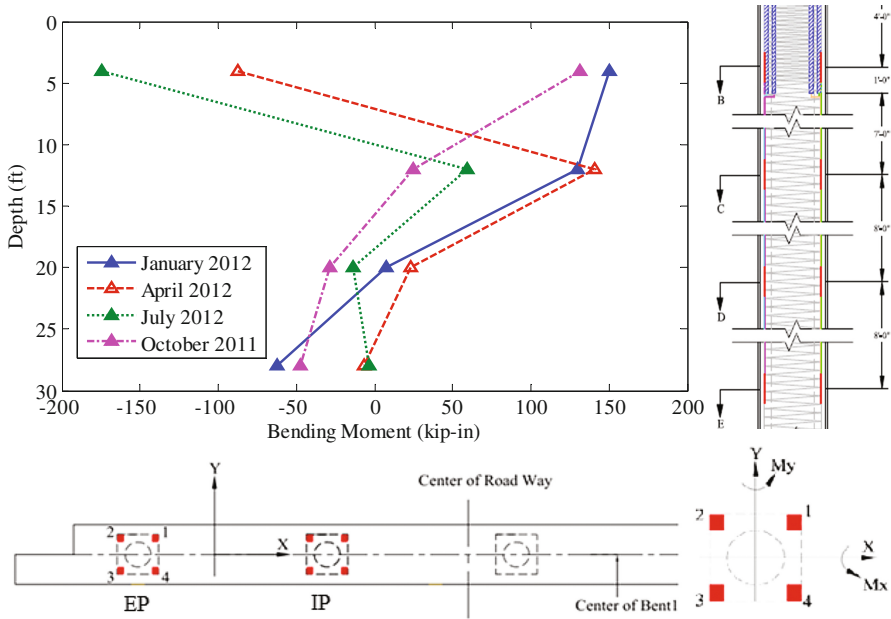 0
5
10
15
20
25
30
Depth (ft)
January 2012
April 2012
July 2012
October 2011
-200 -150 -100 -50 0 50 100 150 200
Bending Moment (kip-in)
4'-0"
1'-0"
B
7'-0"
C
8'-0"
D
8'-0"
E
Y
Center of Road Way
2 1
X
3 4
EP
IP
Center of Bent1
Y
My
2 1
X
3 4
Mx